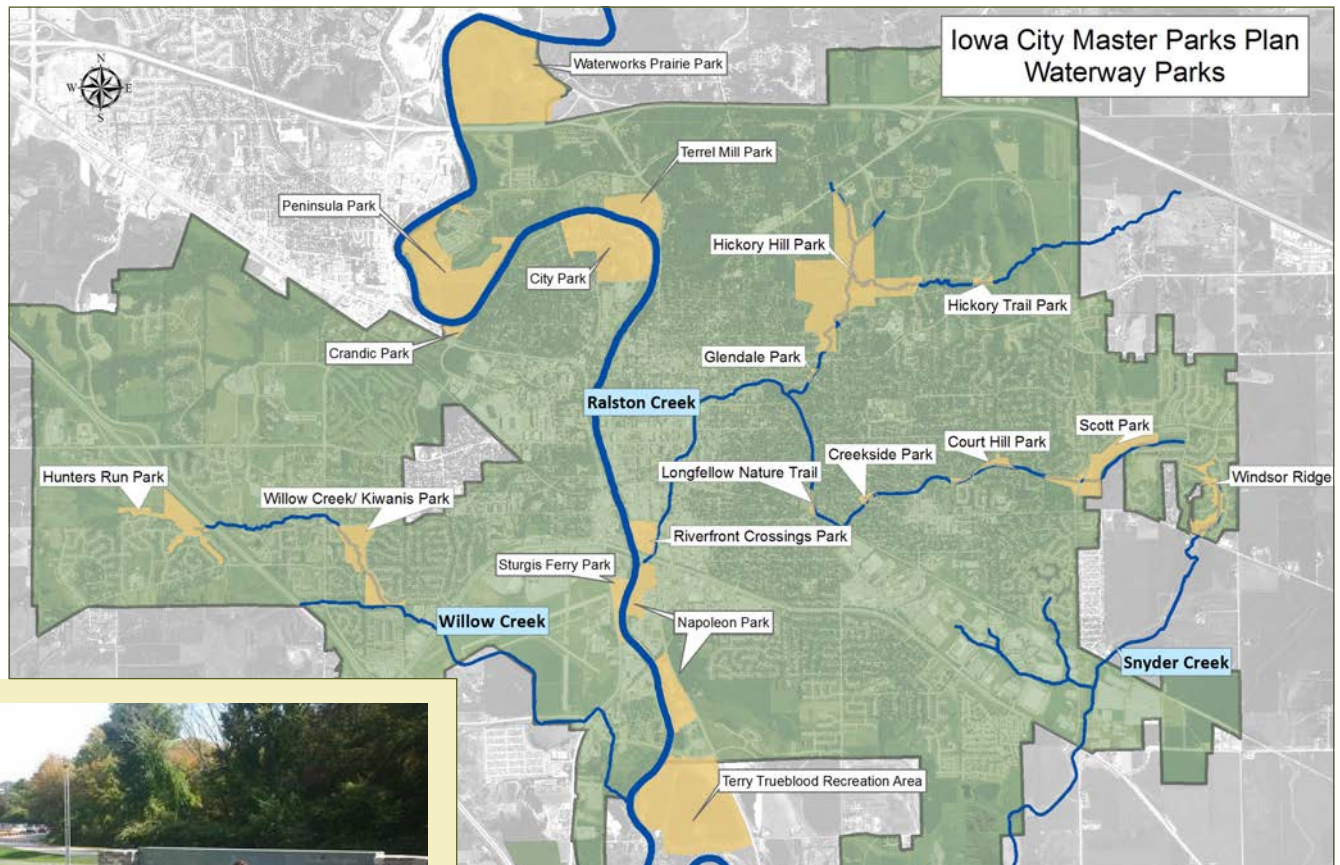 Iowa City Master Parks Plan
Waterway Parks
N
W E
S
Waterworks Prairie Park
Terrel Mill Park
Peninsula Park
Hickory Hill Park
City Park
Hickory Trail Park
Crandic Park
Glendale Park
Ralston Creek
Scott Park
Court Hill Park
Creekside Park
Longfellow Nature Trail
Hunters Run Park
Willow Creek/ Kiwanis Park
Windsor Ridge
Riverfront Crossings Park
Sturgis Ferry Park
Willow Creek
Napoleon Park
Snyder Creek
Terry Trueblood Recreation Area